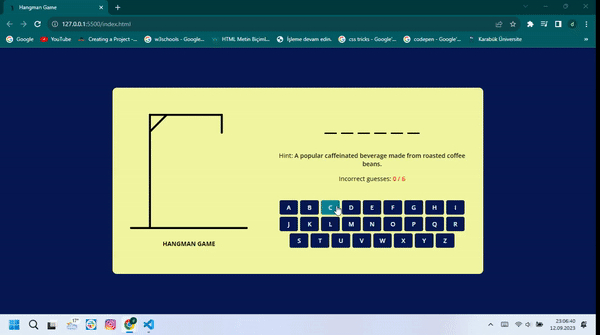 Hangman Game
127.0.0.1:5500/index.html
Google YouTube Creating a Project -... w3schools - Google... HTML Metin Biçiml... İşleme devam edin. css tricks - Google'... codepen - Google'... Karabük Üniversite
Hint: A popular caffeinated beverage made from roasted coffee
beans.
Incorrect guesses: 0 / 6
A B C D E F G H I
J K L M N O P Q R
S T U V W X Y Z
HANGMAN GAME
17°
23:06:40
12.09.2023